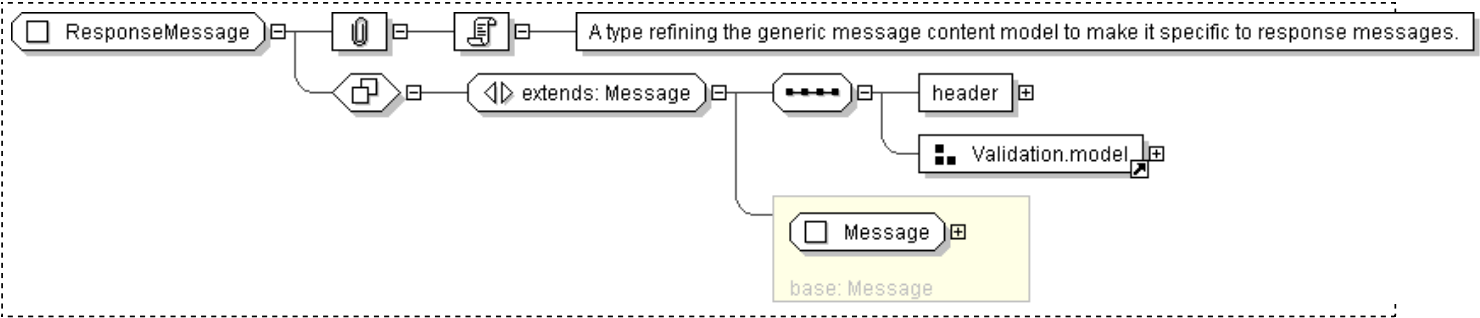 ResponseMessage
A type refining the generic message content model to make it specific to response messages.
extends: Message
header
Validation.model
Message
base: Message